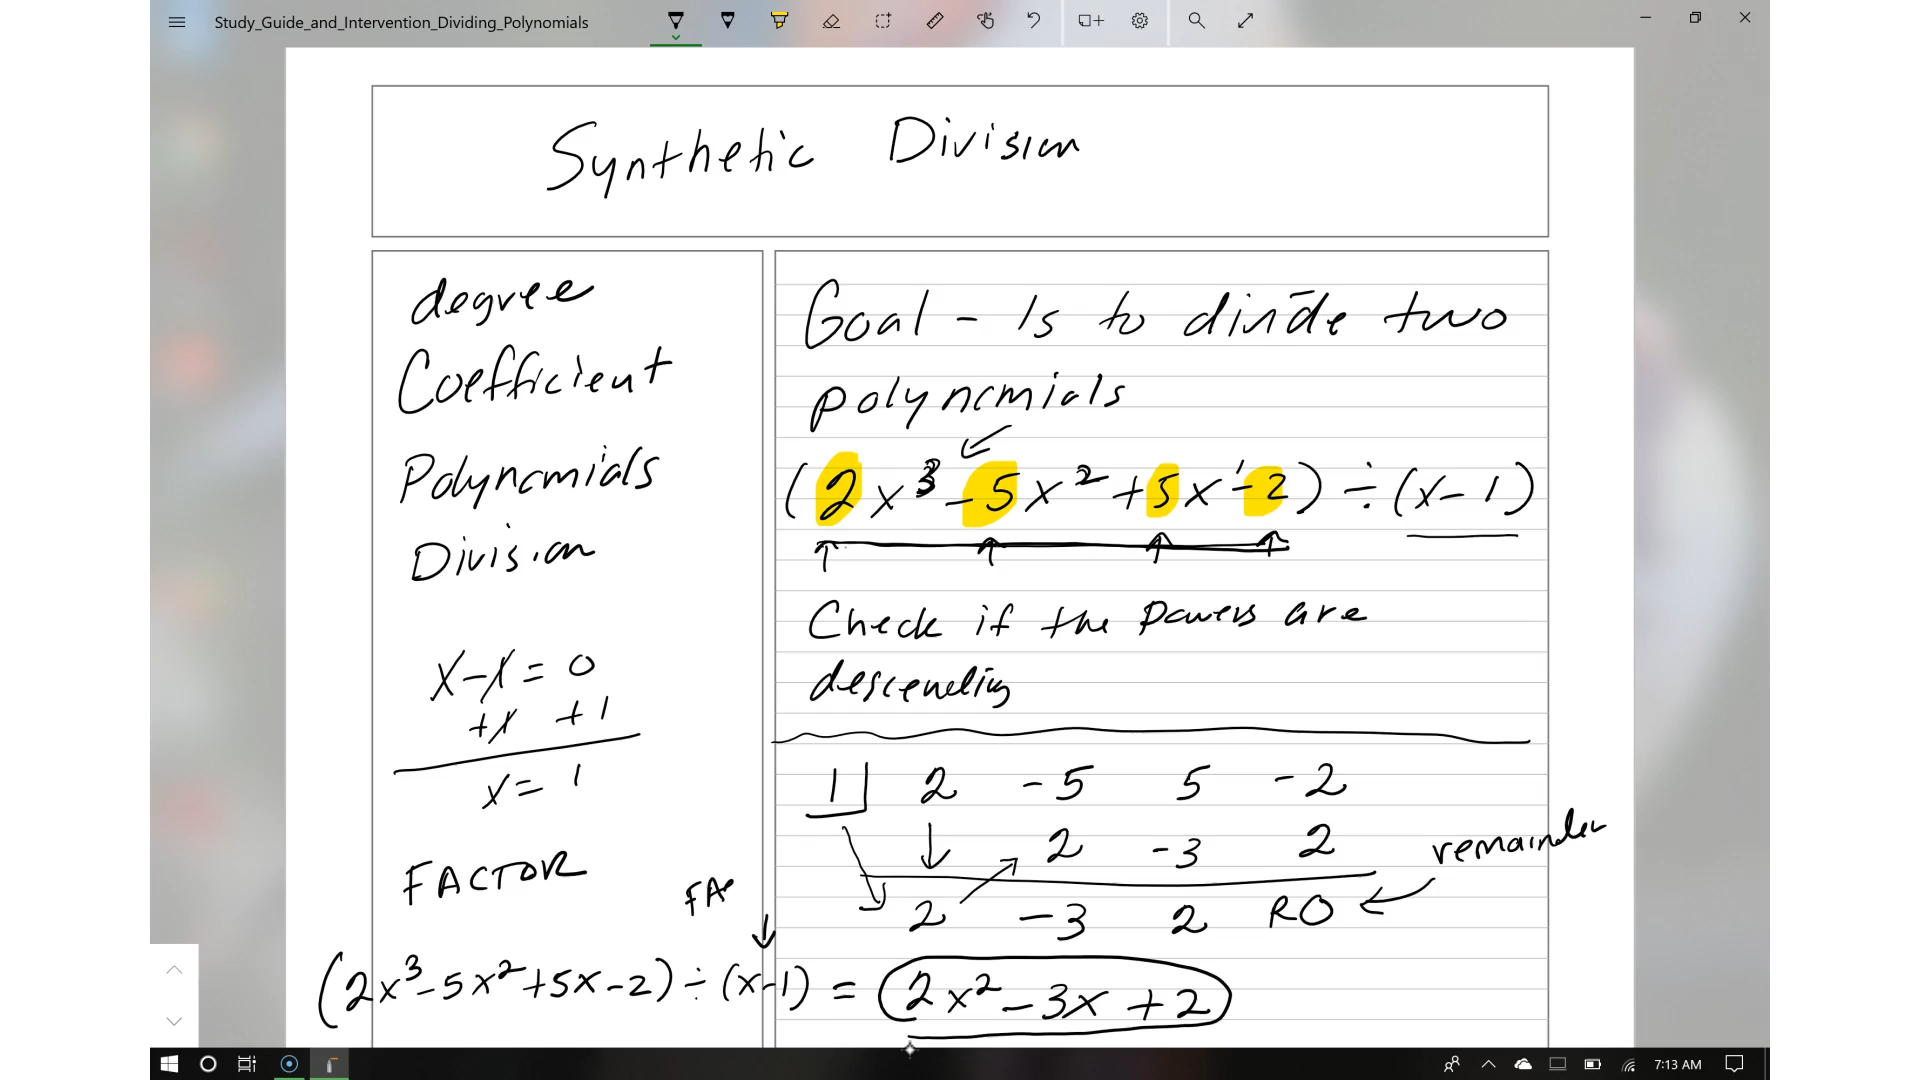 Study_Guide_and_Intervention_Dividing_Polynomials
Synthetic Division
degree
Coefficient
Polynomials
Division
x-1=0
+1 +1
x = 1
FACTOR
Goal - Is to divide two
polynomials
(2x³ - 5x² + 5x¹ - 2) ÷ (x - 1)
Check if the powers are
descending
1 2 -5 5 -2
2 -3 2
remainder
2 -3 2 R0
FAC
(2x³ - 5x² + 5x - 2) ÷ (x - 1) = 2x² - 3x + 2
7:13 AM